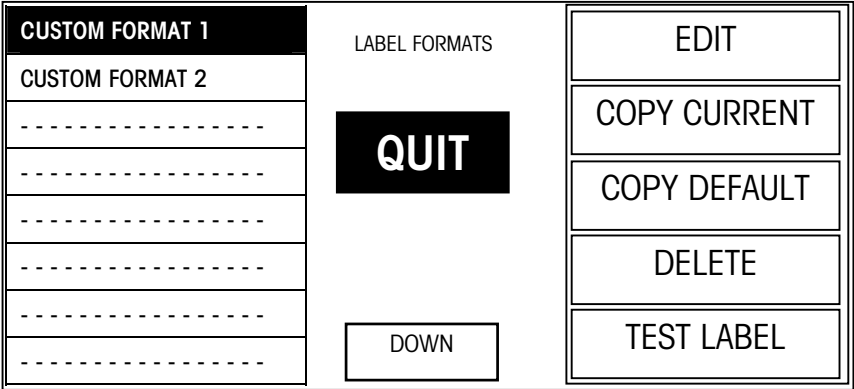 CUSTOM FORMAT 1
CUSTOM FORMAT 2
- - - - - - - - - - - - - - - - -
- - - - - - - - - - - - - - - - -
- - - - - - - - - - - - - - - - -
- - - - - - - - - - - - - - - - -
- - - - - - - - - - - - - - - - -
- - - - - - - - - - - - - - - - -
LABEL FORMATS
QUIT
DOWN
EDIT
COPY CURRENT
COPY DEFAULT
DELETE
TEST LABEL